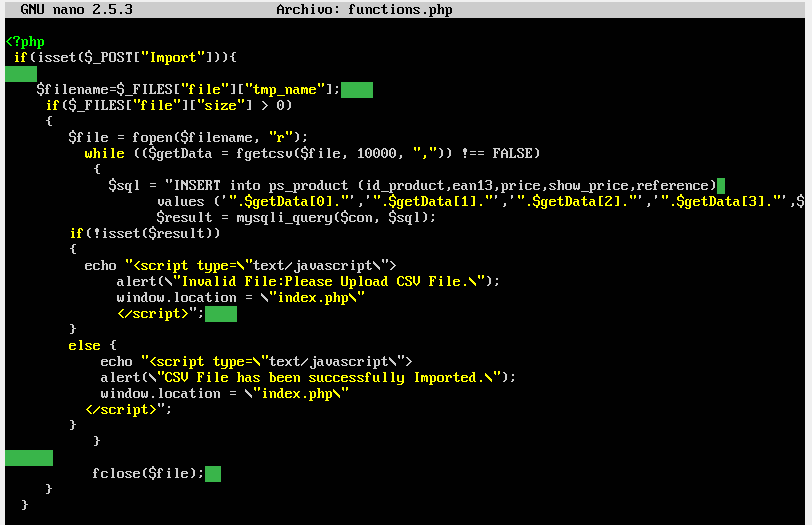 GNU nano 2.5.3 Archivo: functions.php
<?php
if(isset($_POST["Import"])){
$filename=$_FILES["file"]["tmp_name"];
if($_FILES["file"]["size"] > 0)
{
$file = fopen($filename, "r");
while (($getData = fgetcsv($file, 10000, ",")) !== FALSE)
{
$sql = "INSERT into ps_product (id_product,ean13,price,show_price,reference)
values ('".$getData[0]."','".$getData[1]."','".$getData[2]."','".$getData[3]."',$
$result = mysqli_query($con, $sql);
if(!isset($result))
{
echo "<script type=\"text/javascript\">
alert(\"Invalid File:Please Upload CSV File.\");
window.location = \"index.php\"
</script>";
}
else {
echo "<script type=\"text/javascript\">
alert(\"CSV File has been successfully Imported.\");
window.location = \"index.php\"
</script>";
}
}
fclose($file);
}
}